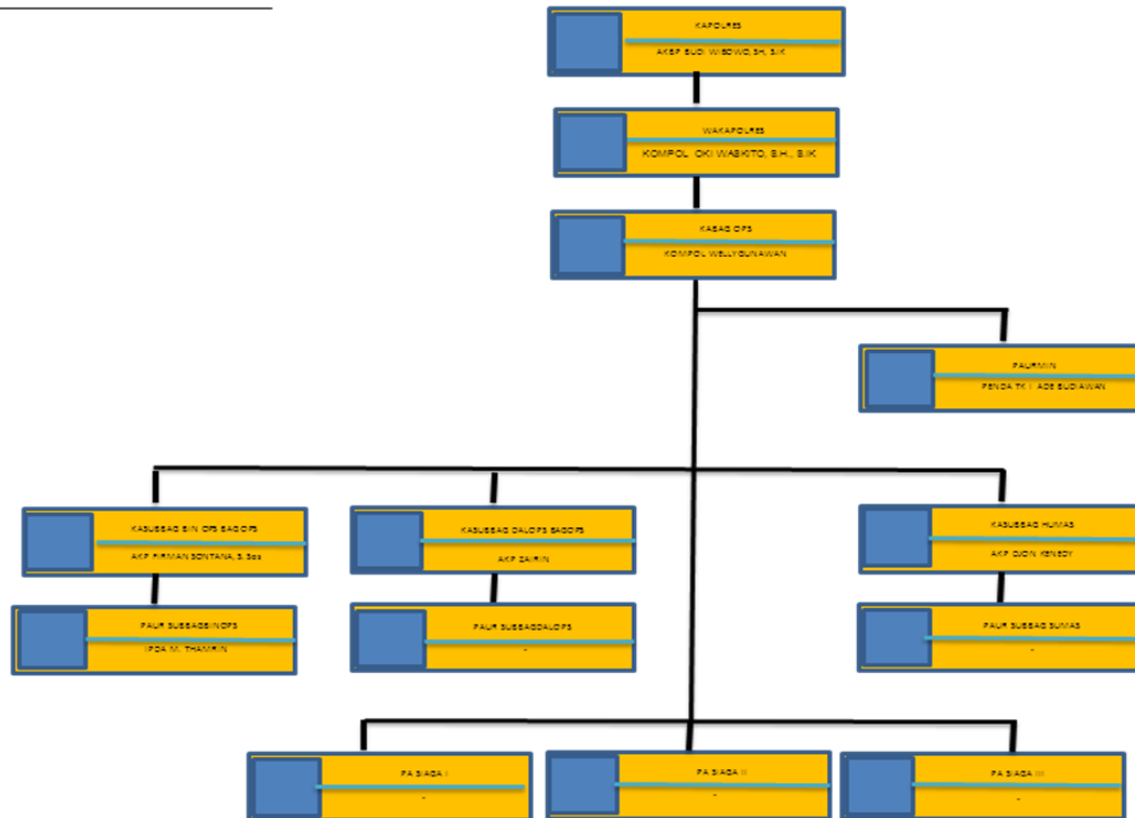 KAPOLRES
AKBP BUDI WIBOWO, SH, S.IK
WAKAPOLRES
KOMPOL OKI WASKITO, S.H., S.IK
KABAG OPS
KOMPOL WELLY GUNAWAN
PAURMIN
PENDA TK I ADE BUDIAWAN
KASUBBAG BIN OPS BAGOPS
AKP FIRMAN SONTANA, S. Sos
KASUBBAG DALOPS BAGOPS
AKP ZAIRIN
KASUBBAG HUMAS
AKP DJON KENEDY
PAUR SUBBAGBINOPS
IPDA M. THAMRIN
PAUR SUBBAGDALOPS
-
PAUR SUBBAG SUMAS
-
PA SIAGA I
-
PA SIAGA II
-
PA SIAGA III
-